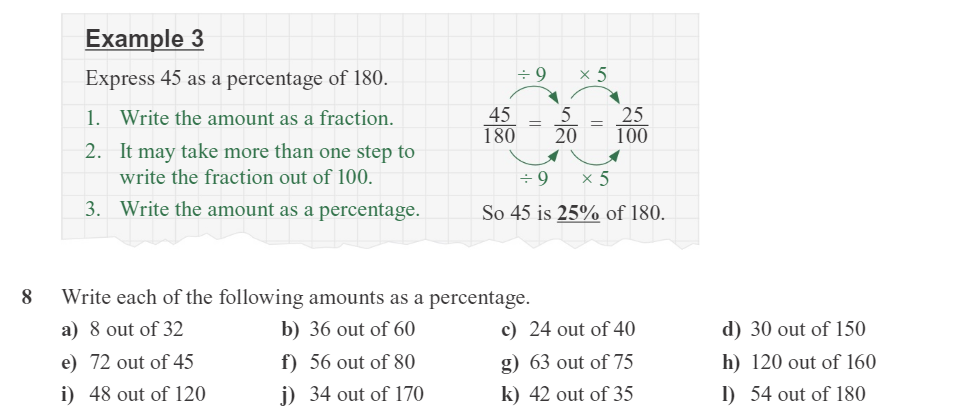 Example 3
Express 45 as a percentage of 180.
1. Write the amount as a fraction.
2. It may take more than one step to
write the fraction out of 100.
3. Write the amount as a percentage.
÷ 9 × 5
45/180 = 5/20 = 25/100
÷ 9 × 5
So 45 is 25% of 180.
8 Write each of the following amounts as a percentage.
a) 8 out of 32 b) 36 out of 60 c) 24 out of 40 d) 30 out of 150
e) 72 out of 45 f) 56 out of 80 g) 63 out of 75 h) 120 out of 160
i) 48 out of 120 j) 34 out of 170 k) 42 out of 35 l) 54 out of 180